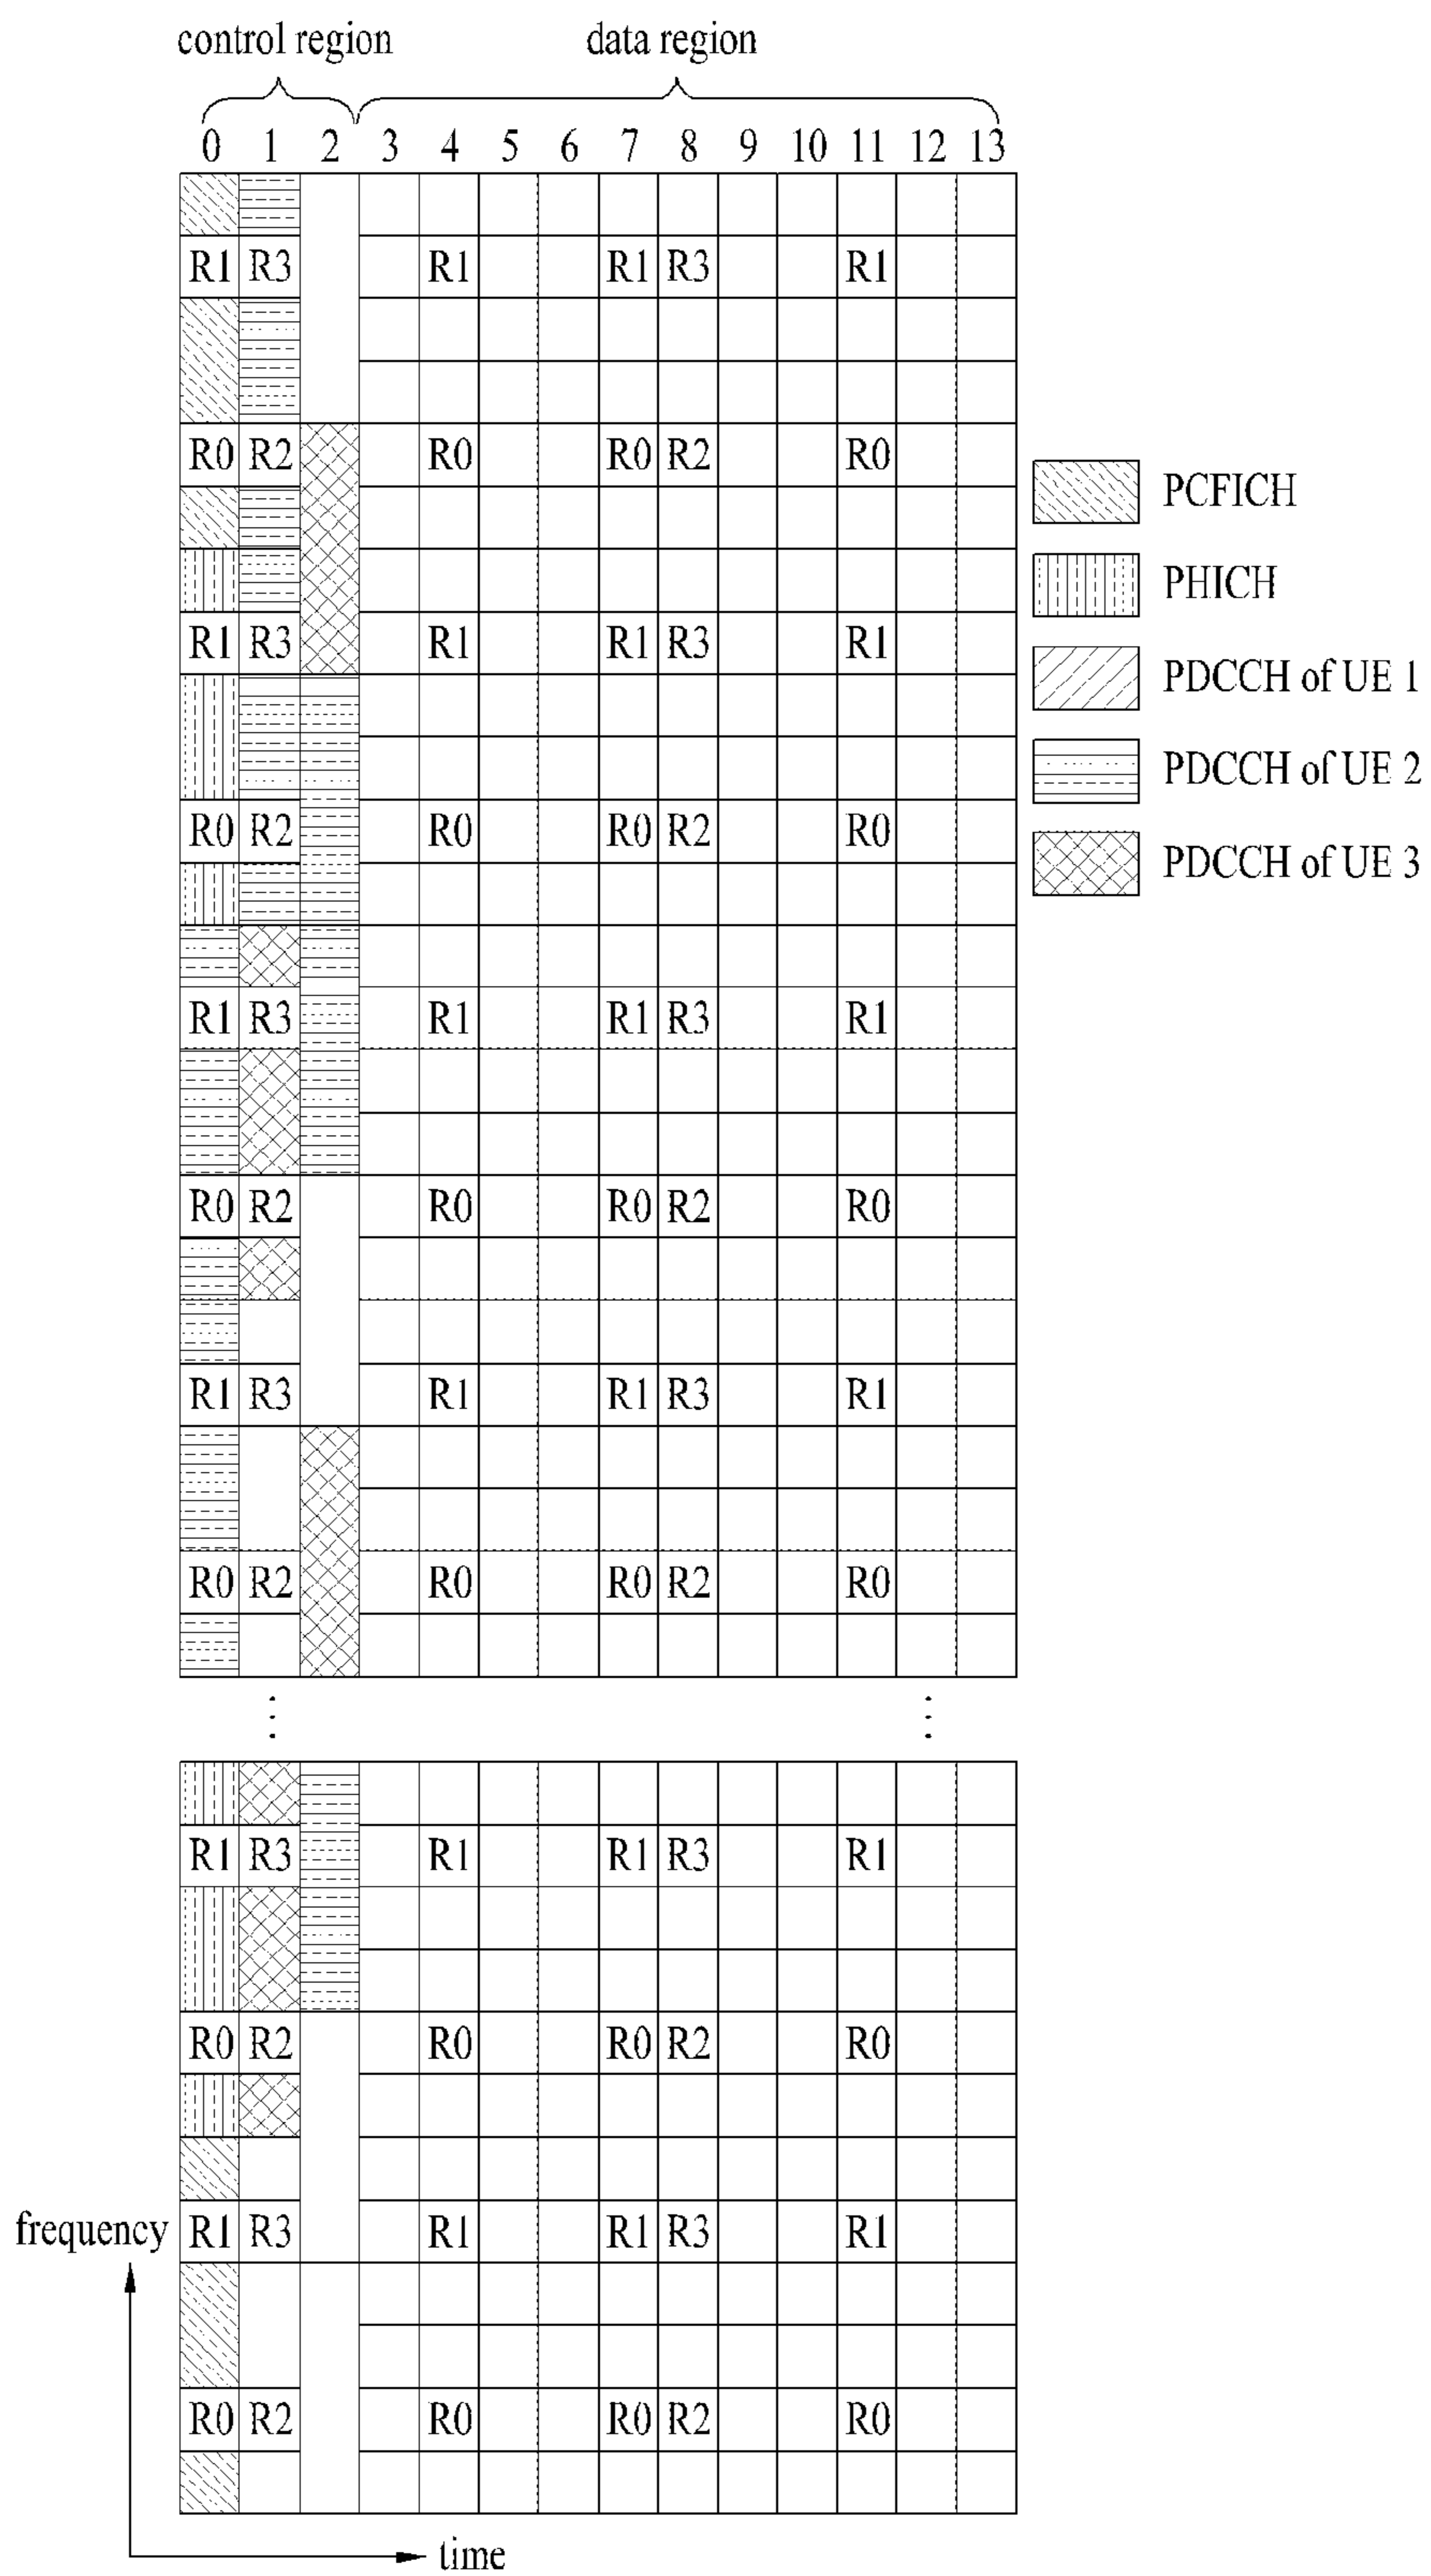 control region data region
0 1 2 3 4 5 6 7 8 9 10 11 12 13
R1 R3 R1 R1 R3 R1
R0 R2 R0 R0 R2 R0
PCFICH
PHICH
R1 R3 R1 R1 R3 R1
PDCCH of UE 1
PDCCH of UE 2
R0 R2 R0 R0 R2 R0
PDCCH of UE 3
R1 R3 R1 R1 R3 R1
R0 R2 R0 R0 R2 R0
R1 R3 R1 R1 R3 R1
R0 R2 R0 R0 R2 R0
R1 R3 R1 R1 R3 R1
R0 R2 R0 R0 R2 R0
frequency R1 R3 R1 R1 R3 R1
R0 R2 R0 R0 R2 R0
time